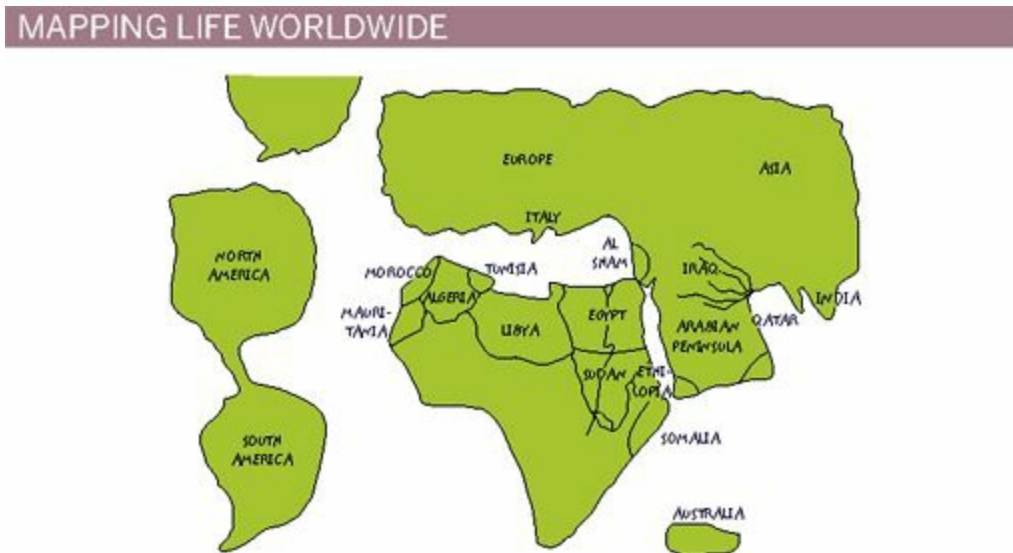 MAPPING LIFE WORLDWIDE
EUROPE
ASIA
ITALY
NORTH
AMERICA
MOROCCO
TUNISIA
AL
SHAM
IRAQ
ALGERIA
MAURI-
TANIA
LIBYA
EGYPT
ARABIAN
PENINSULA
QATAR
INDIA
SUDAN
ETHI-
OPIA
SOMALIA
SOUTH
AMERICA
AUSTRALIA